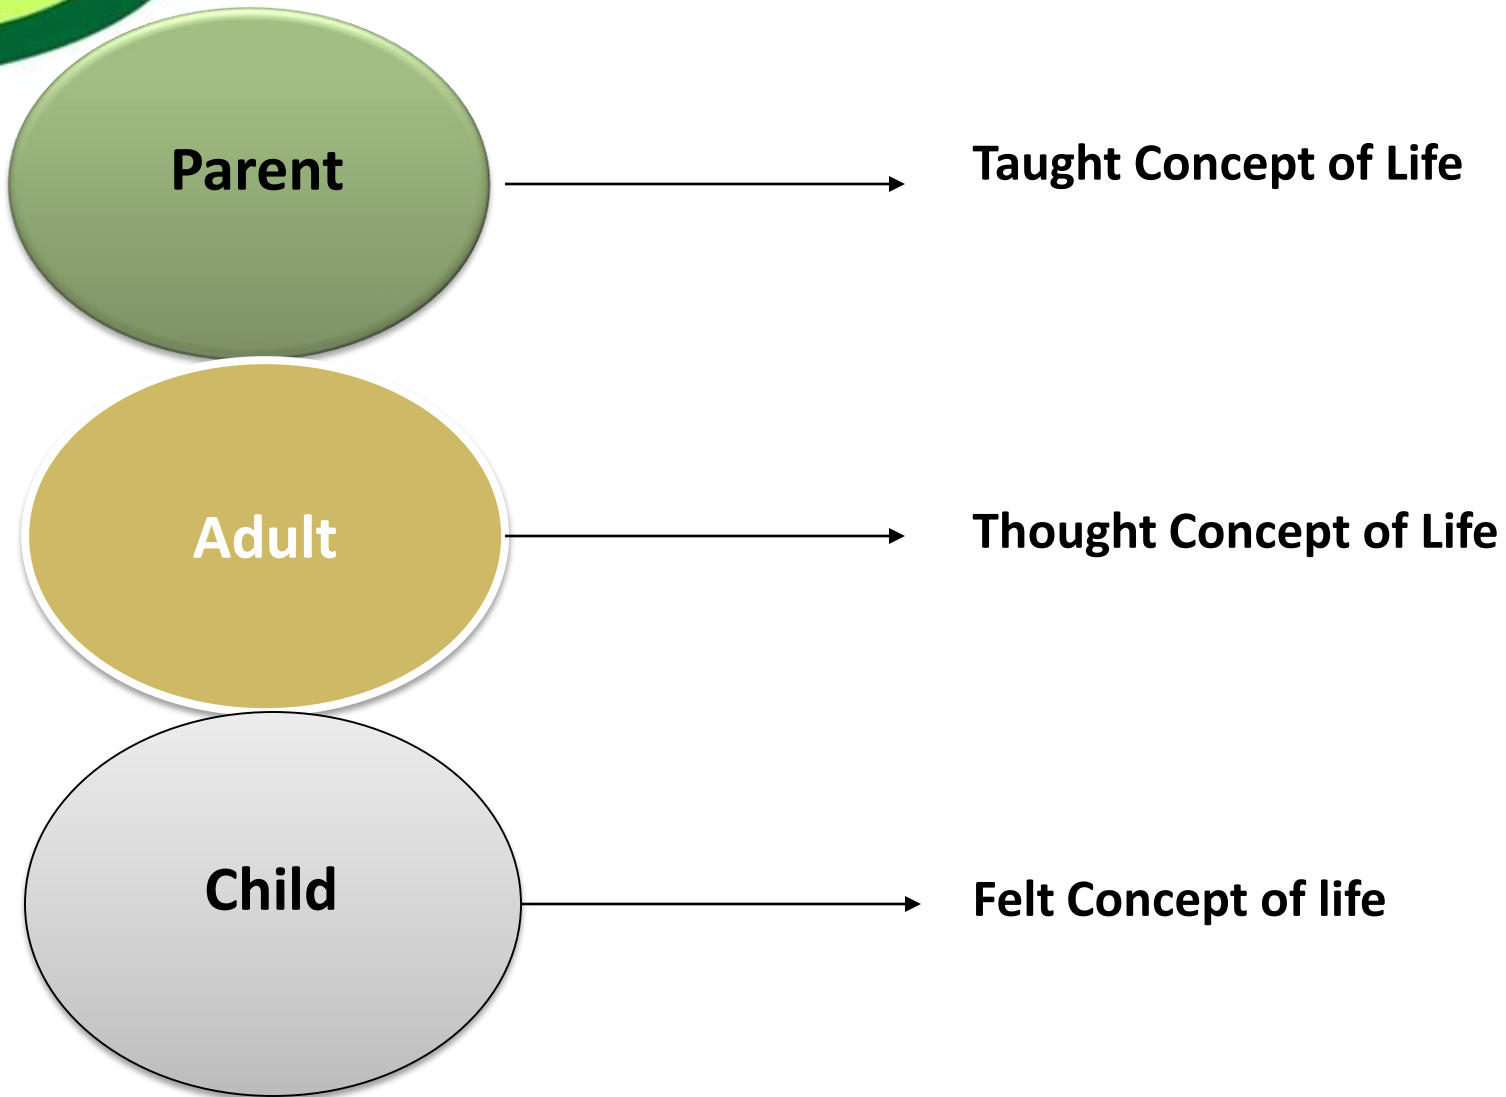 Parent
Taught Concept of Life
Adult
Thought Concept of Life
Child
Felt Concept of life